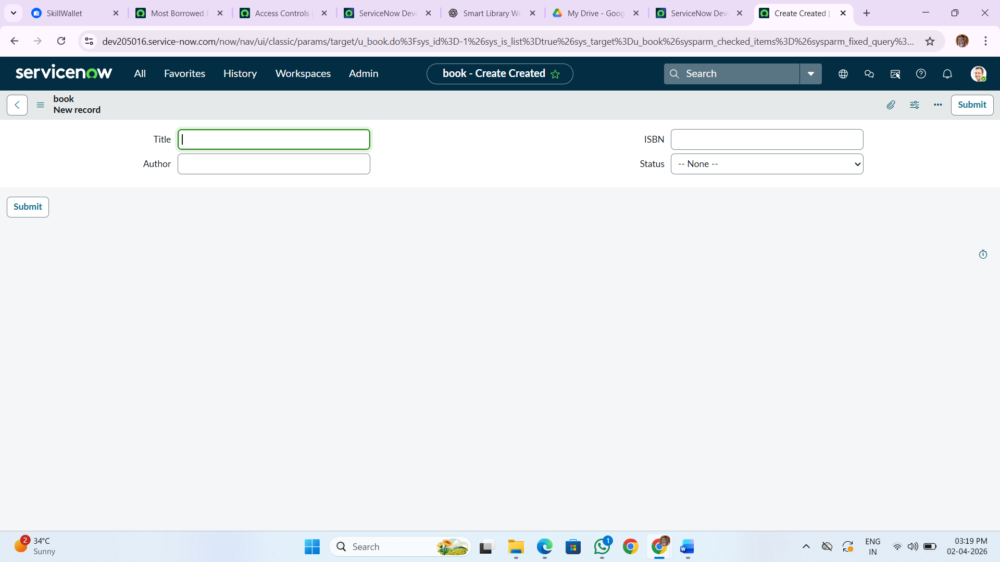 SkillWallet
Most Borrowed B
Access Controls |
ServiceNow Deve
Smart Library Wo
My Drive - Goog
ServiceNow Deve
Create Created |
dev205016.service-now.com/now/nav/ui/classic/params/target/u_book.do%3Fsys_id%3D-1%26sys_is_list%3Dtrue%26sys_target%3Du_book%26sysparm_checked_items%3D%26sysparm_fixed_query%3...
servicenow
All
Favorites
History
Workspaces
Admin
book - Create Created
Search
book
New record
Submit
Title
ISBN
Author
Status
-- None --
Submit
2
34°C
Sunny
Search
1
W
ENG
IN
03:19 PM
02-04-2026